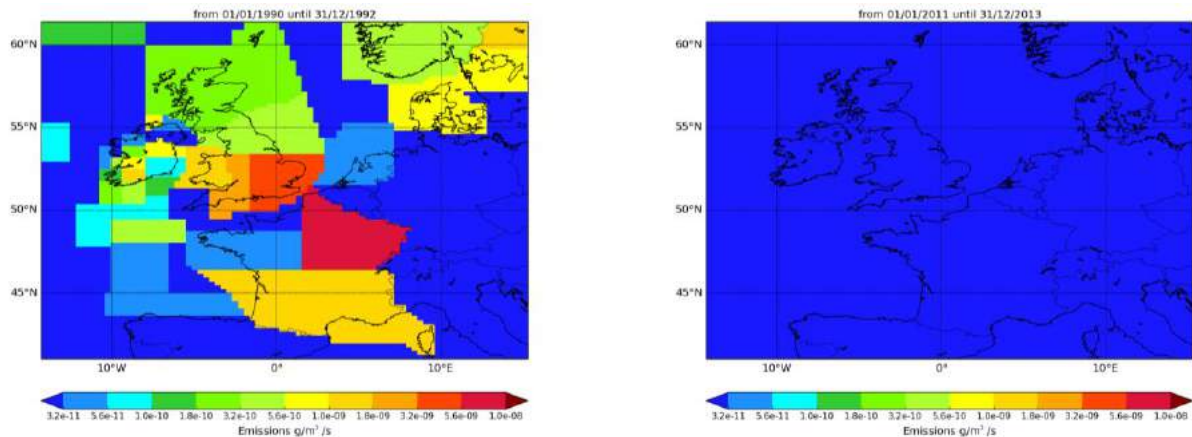 from 01/01/1990 until 31/12/1992
60°N
55°N
50°N
45°N
10°W 0° 10°E
3.2e-11 5.6e-11 1.0e-10 1.8e-10 3.2e-10 5.6e-10 1.0e-09 1.8e-09 3.2e-09 5.6e-09 1.0e-08
Emissions g/m²/s
from 01/01/2011 until 31/12/2013
60°N
55°N
50°N
45°N
10°W 0° 10°E
3.2e-11 5.6e-11 1.0e-10 1.8e-10 3.2e-10 5.6e-10 1.0e-09 1.8e-09 3.2e-09 5.6e-09 1.0e-08
Emissions g/m²/s